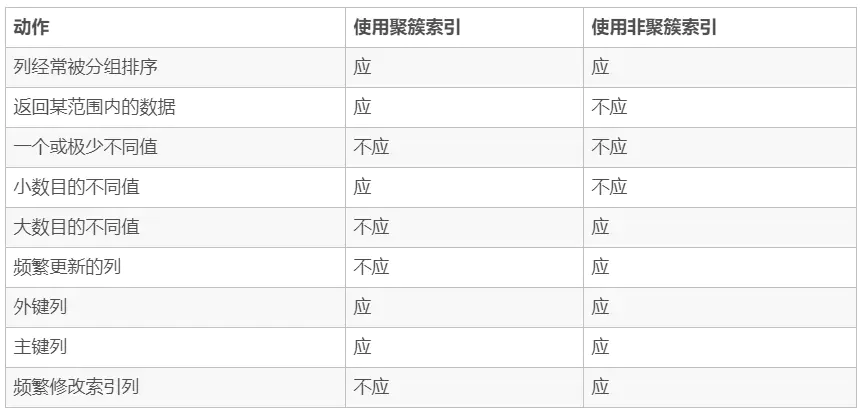 动作 使用聚簇索引 使用非聚簇索引
列经常被分组排序 应 应
返回某范围内的数据 应 不应
一个或极少不同值 不应 不应
小数目的不同值 应 不应
大数目的不同值 不应 应
频繁更新的列 不应 应
外键列 应 应
主键列 应 应
频繁修改索引列 不应 应